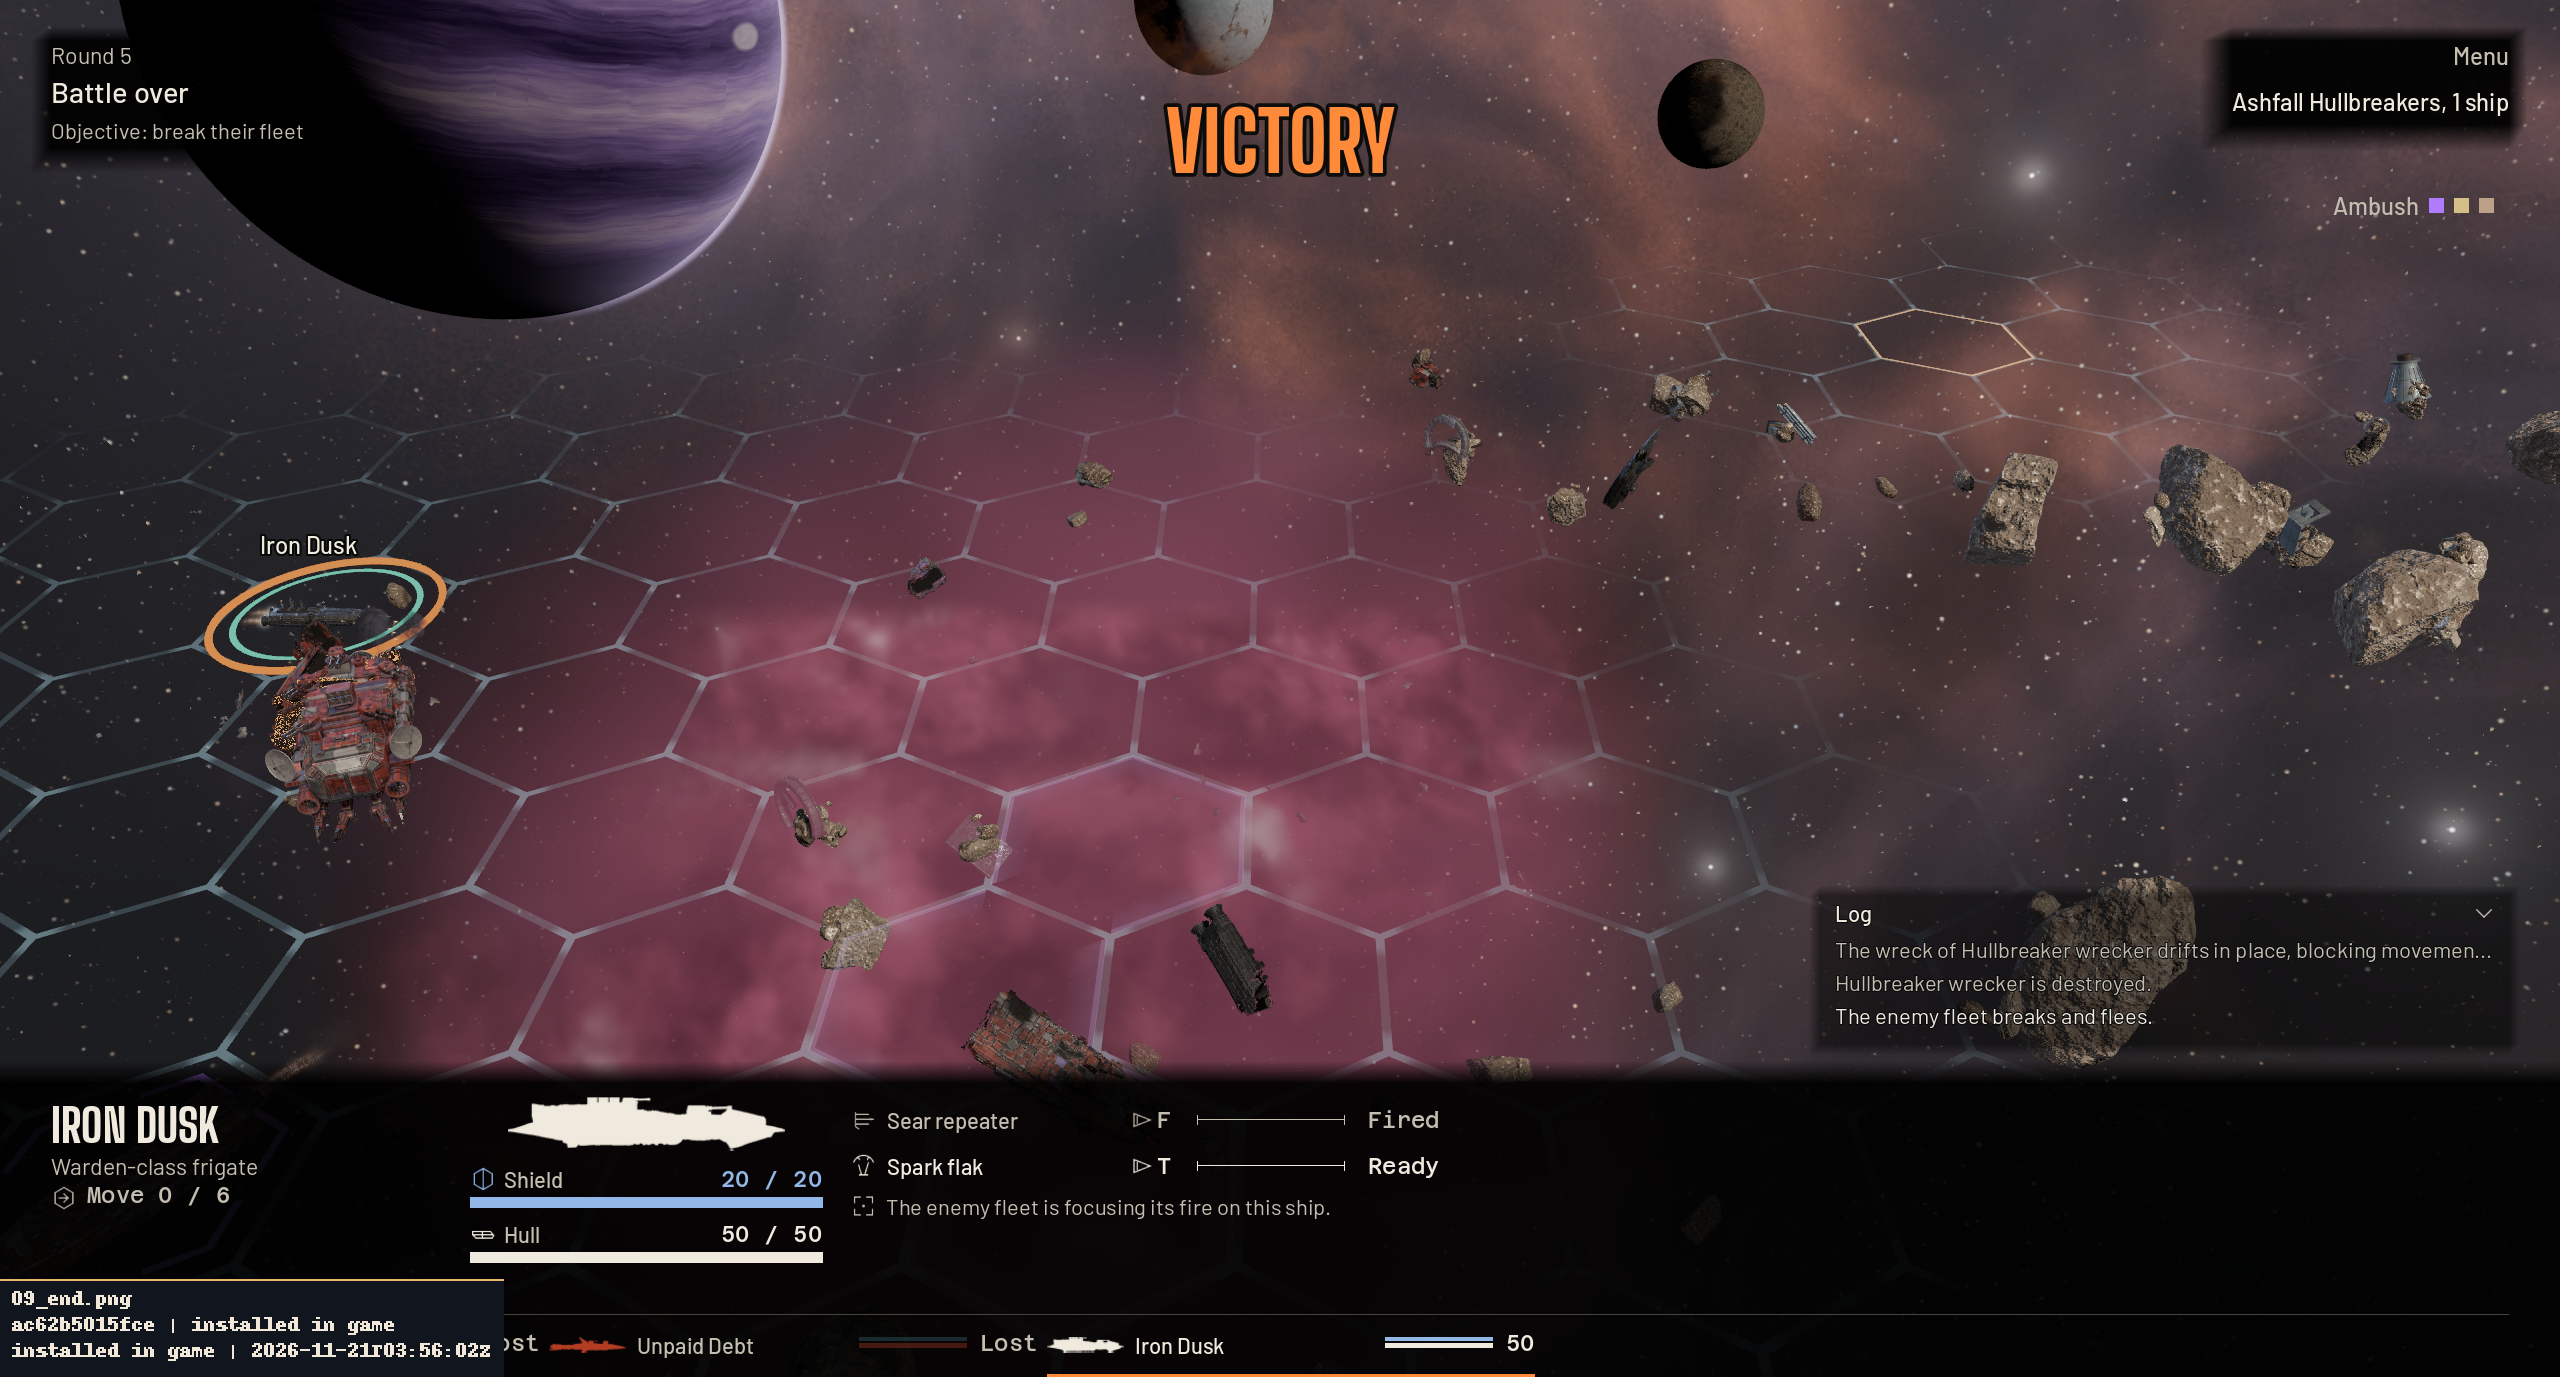 Round 5
Battle over
Objective: break their fleet
VICTORY
Menu
Ashfall Hullbreakers, 1 ship
Ambush
Iron Dusk
Log
The wreck of Hullbreaker wrecker drifts in place, blocking movemen...
Hullbreaker wrecker is destroyed.
The enemy fleet breaks and flees.
IRON DUSK
Warden-class frigate
Move 0 / 6
Shield 20 / 20
Hull 50 / 50
Sear repeater F Fired
Spark flak T Ready
The enemy fleet is focusing its fire on this ship.
09_end.png
ac62b5015fce | installed in game
installed in game | 2026-11-21T03:56:02Z
ost Unpaid Debt Lost Iron Dusk 50